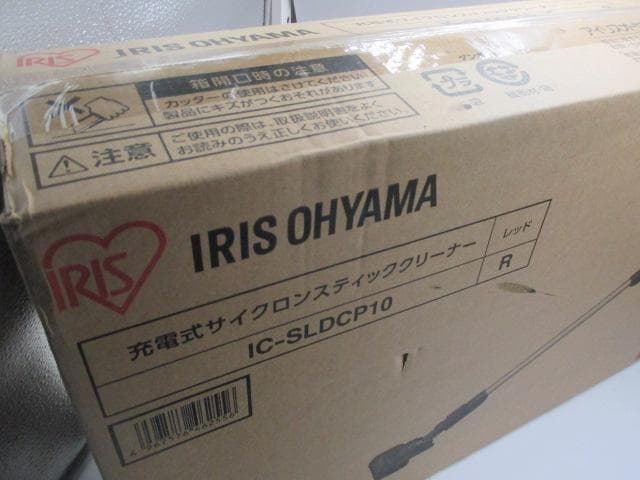 IRIS
IRIS OHYAMA
箱開口時の注意
カッターの使用はさけてください
製品にキズがつくおそれがあります
注意
ご使用の際は、取扱説明書をよく
お読みのうえ正しくお使いください
IRIS
IRIS OHYAMA
充電式サイクロンスティッククリーナー
レッド
IC-SLDCP10
R
4 967576 462556